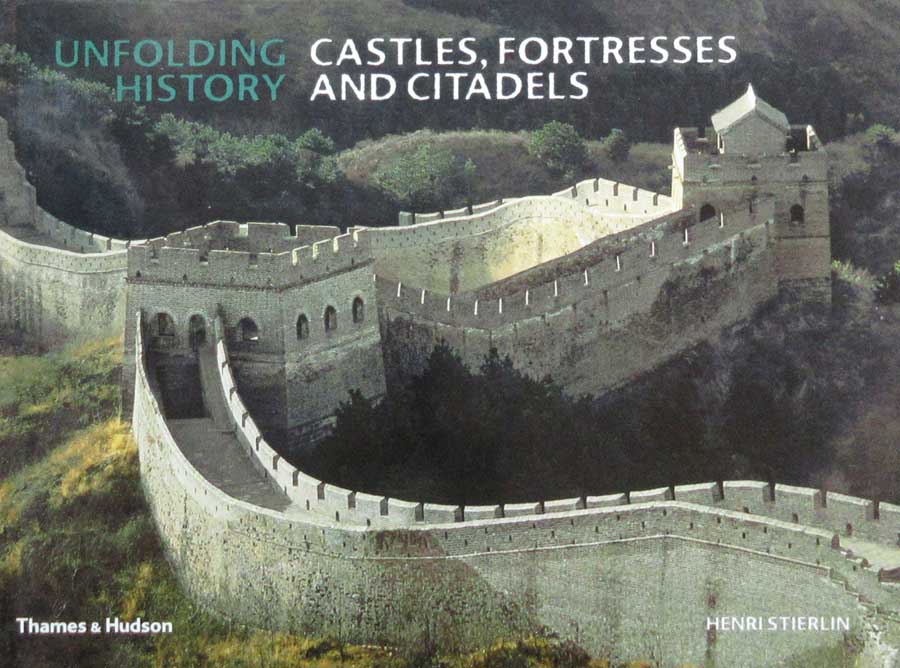 UNFOLDING HISTORY
CASTLES, FORTRESSES
AND CITADELS
Thames & Hudson
HENRI STIERLIN